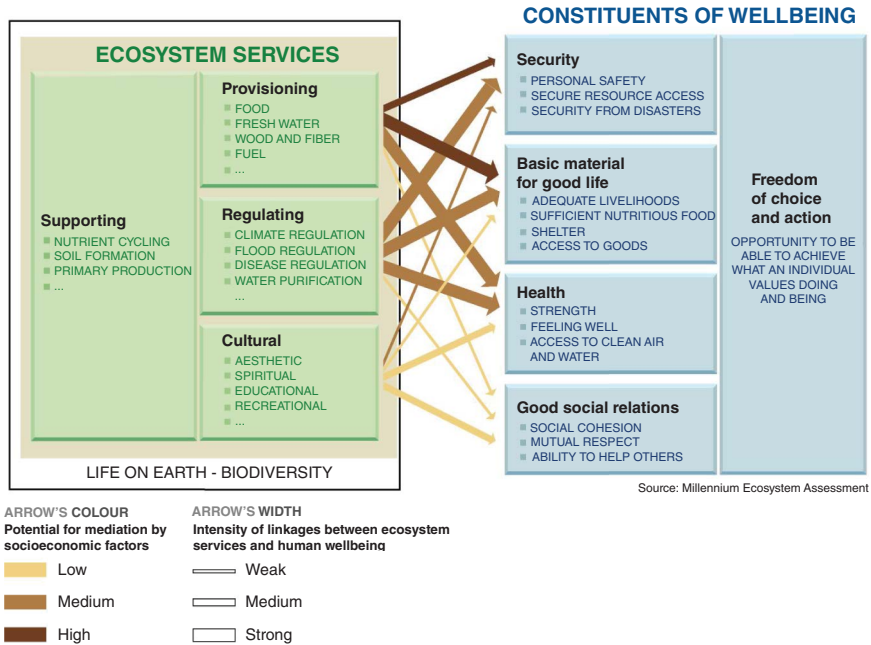 CONSTITUENTS OF WELLBEING
ECOSYSTEM SERVICES
Supporting
NUTRIENT CYCLING
SOIL FORMATION
PRIMARY PRODUCTION
...
Provisioning
FOOD
FRESH WATER
WOOD AND FIBER
FUEL
...
Regulating
CLIMATE REGULATION
FLOOD REGULATION
DISEASE REGULATION
WATER PURIFICATION
...
Cultural
AESTHETIC
SPIRITUAL
EDUCATIONAL
RECREATIONAL
...
LIFE ON EARTH - BIODIVERSITY
Security
PERSONAL SAFETY
SECURE RESOURCE ACCESS
SECURITY FROM DISASTERS
Basic material
for good life
ADEQUATE LIVELIHOODS
SUFFICIENT NUTRITIOUS FOOD
SHELTER
ACCESS TO GOODS
Health
STRENGTH
FEELING WELL
ACCESS TO CLEAN AIR
AND WATER
Good social relations
SOCIAL COHESION
MUTUAL RESPECT
ABILITY TO HELP OTHERS
Freedom
of choice
and action
OPPORTUNITY TO BE
ABLE TO ACHIEVE
WHAT AN INDIVIDUAL
VALUES DOING
AND BEING
Source: Millennium Ecosystem Assessment
ARROW'S COLOUR
Potential for mediation by
socioeconomic factors
Low
Medium
High
ARROW'S WIDTH
Intensity of linkages between ecosystem
services and human wellbeing
Weak
Medium
Strong